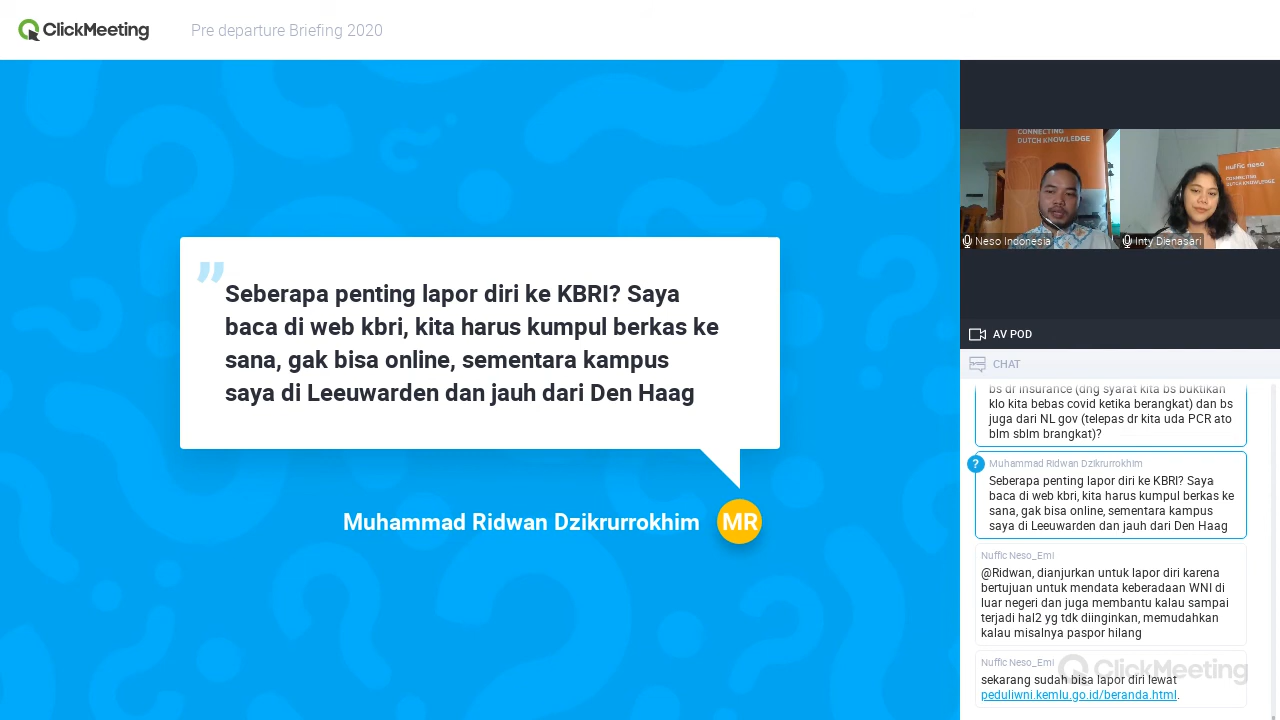 ClickMeeting
Pre departure Briefing 2020
"
Seberapa penting lapor diri ke KBRI? Saya
baca di web kbri, kita harus kumpul berkas ke
sana, gak bisa online, sementara kampus
saya di Leeuwarden dan jauh dari Den Haag
Muhammad Ridwan Dzikrurrokhim
MR
CONNECTING
DUTCH KNOWLEDGE
nuffic neso
CONNECTING
DUTCH KNOWLEDGE
Neso Indonesia
Inty Dienasari
AV POD
CHAT
bs dr insurance (dng syarat kita bs buktikan
klo kita bebas covid ketika berangkat) dan bs
juga dari NL gov (telepas dr kita uda PCR ato
blm sblm brangkat)?
?
Muhammad Ridwan Dzikrurrokhim
Seberapa penting lapor diri ke KBRI? Saya
baca di web kbri, kita harus kumpul berkas ke
sana, gak bisa online, sementara kampus
saya di Leeuwarden dan jauh dari Den Haag
Nuffic Neso_Emi
@Ridwan, dianjurkan untuk lapor diri karena
bertujuan untuk mendata keberadaan WNI di
luar negeri dan juga membantu kalau sampai
terjadi hal2 yg tdk diinginkan, memudahkan
kalau misalnya paspor hilang
Nuffic Neso_Emi
sekarang sudah bisa lapor diri lewat
peduliwni.kemlu.go.id/beranda.html.
ClickMeeting